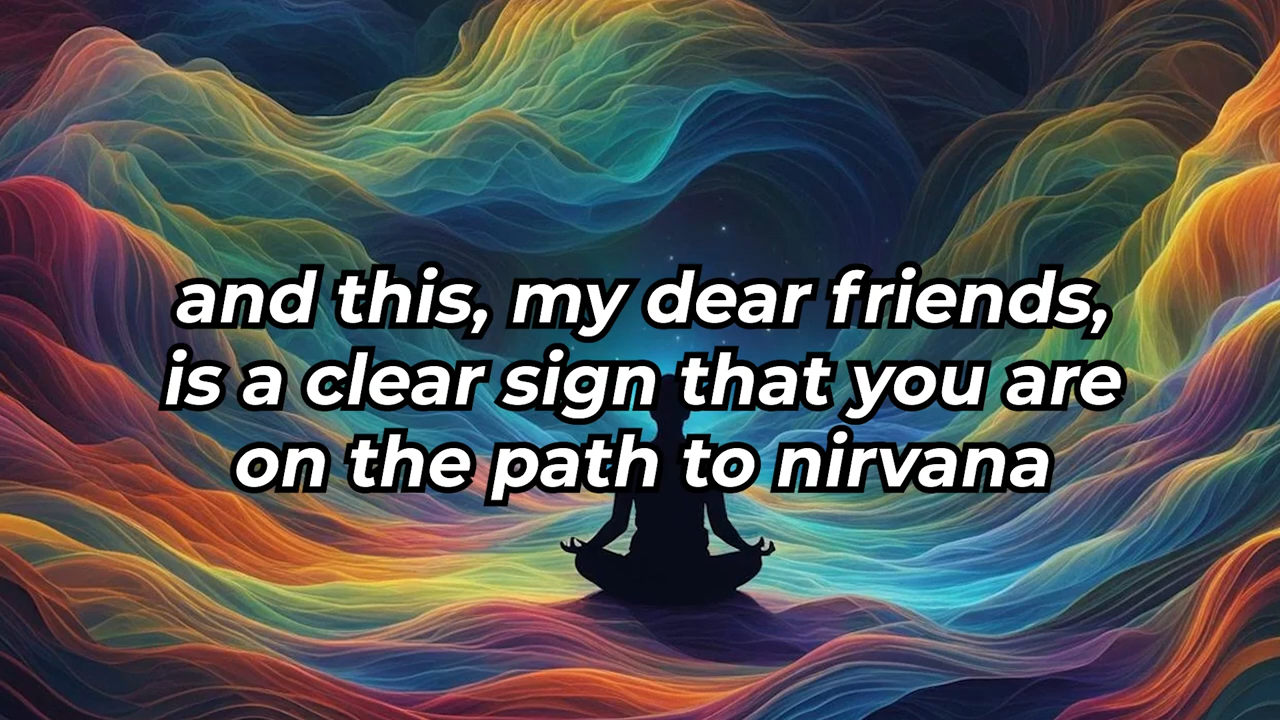 and this, my dear friends,
is a clear sign that you are
on the path to nirvana